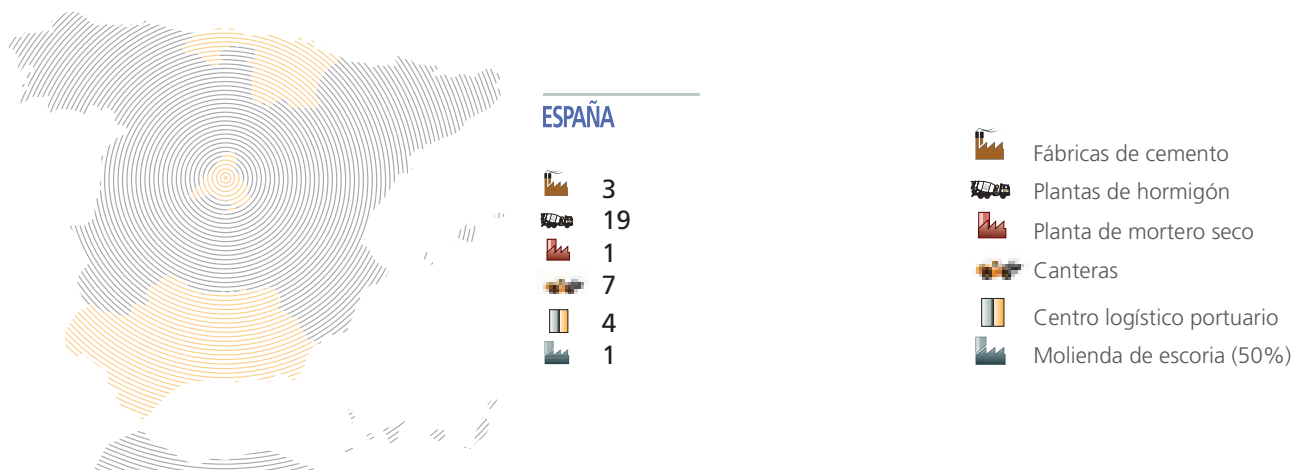 ESPAÑA
3
19
1
7
4
1
Fábricas de cemento
Plantas de hormigón
Planta de mortero seco
Canteras
Centro logístico portuario
Molienda de escoria (50%)